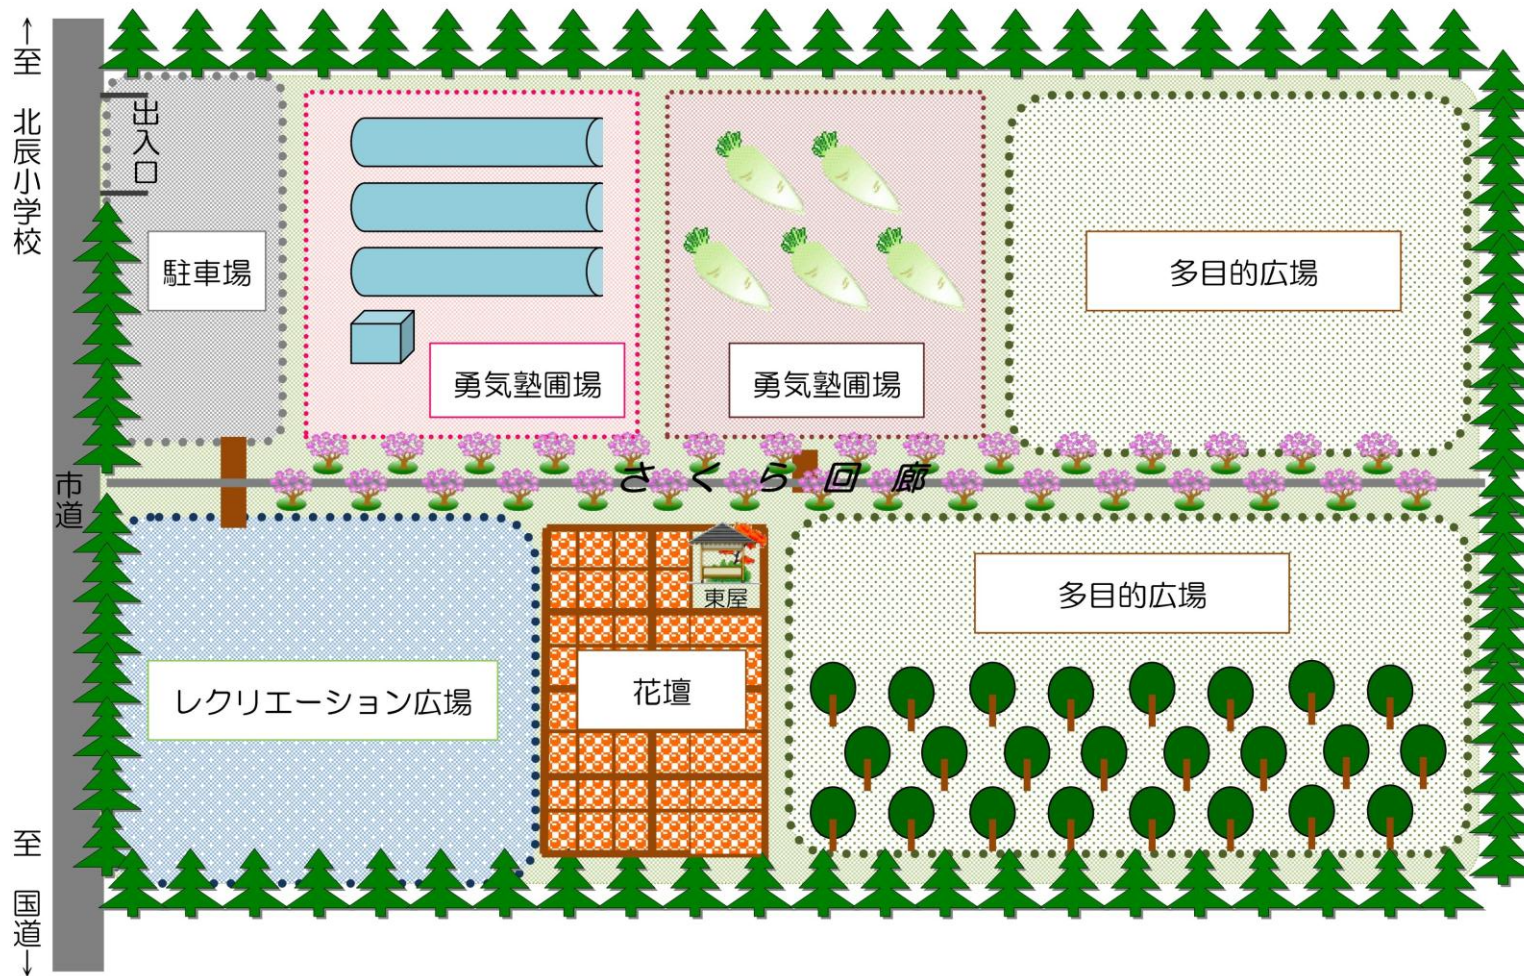 ←至 北辰小学校
出入口
駐車場
勇気塾圃場
勇気塾圃場
多目的広場
さくら回廊
市道
東屋
多目的広場
レクリエーション広場
花壇
至 国道→